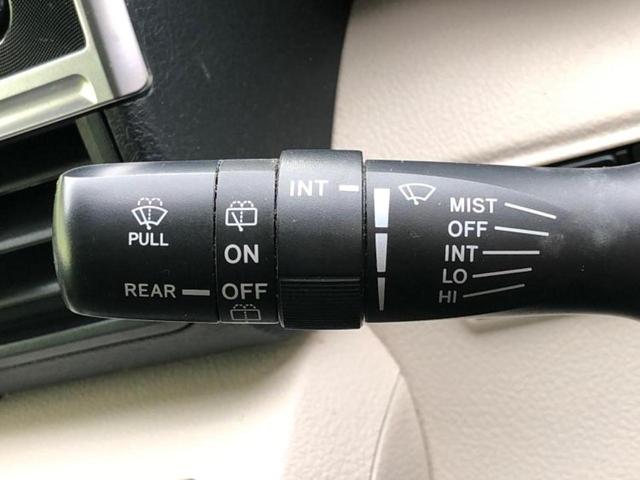 PULL
REAR
ON
OFF
INT
MIST
OFF
INT
LO
HI